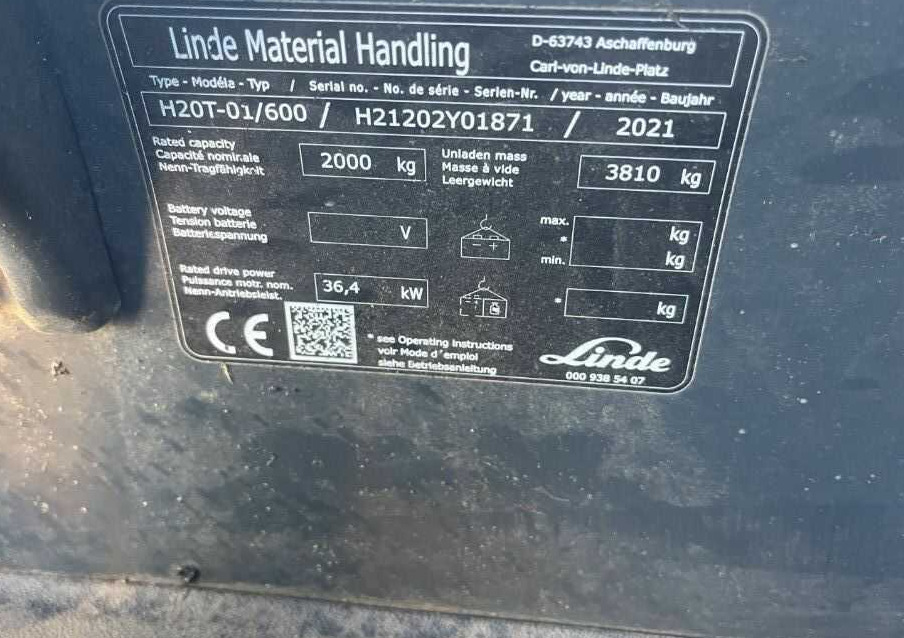 Linde Material Handling
D-63743 Aschaffenburg
Carl-von-Linde-Platz
Type - Modéla - Typ / Serial no. - No. de série - Serien-Nr. / year - année - Baujahr
H20T-01/600 / H21202Y01871 / 2021
Rated capacity
Capacité nominale
Nenn-Tragfähigkeit
2000 kg
Unladen mass
Masse à vide
Leergewicht
3810 kg
Battery voltage
Tension batterie
Batteriespannung
V
- +
max. kg
*
min. kg
Rated drive power
Puissance motr. nom.
Nenn-Antriebsleist.
36,4 kW
* kg
CE
* see Operating Instructions
voir Mode d'emploi
siehe Betriebsanleitung
Linde
000 938 54 07